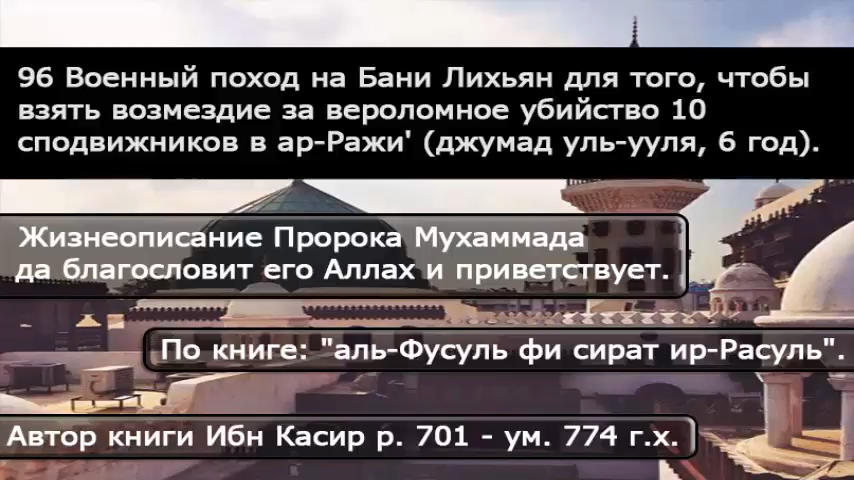 96 Военный поход на Бани Лихьян для того, чтобы
взять возмездие за вероломное убийство 10
сподвижников в ар-Ражи' (джумад уль-ууля, 6 год).
Жизнеописание Пророка Мухаммада
да благословит его Аллах и приветствует.
По книге: "аль-Фусуль фи сират ир-Расуль".
Автор книги Ибн Касир р. 701 - ум. 774 г.х.